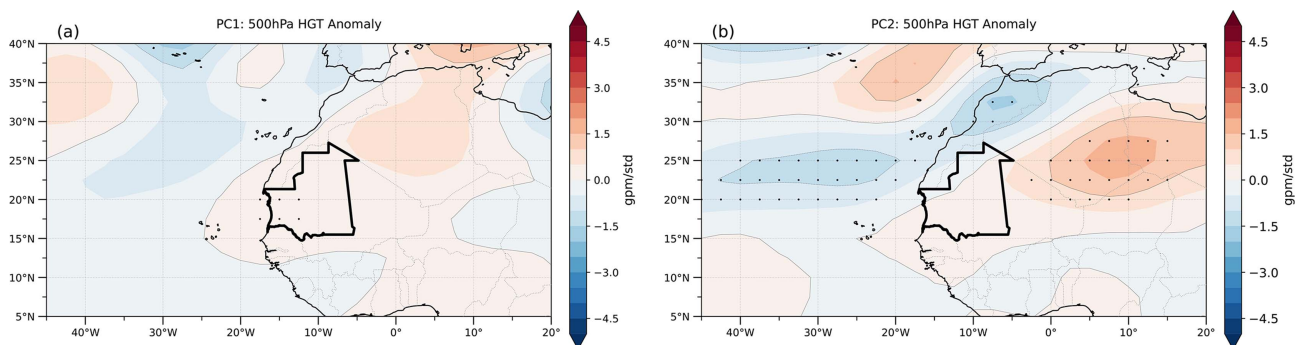 PC1: 500hPa HGT Anomaly
(a)
40°N
35°N
30°N
25°N
20°N
15°N
10°N
5°N
40°W
30°W
20°W
10°W
0°
10°E
20°
4.5
3.0
1.5
0.0
−1.5
−3.0
−4.5
gpm/std
PC2: 500hPa HGT Anomaly
(b)
40°N
35°N
30°N
25°N
20°N
15°N
10°N
5°N
40°W
30°W
20°W
10°W
0°
10°E
20°
4.5
3.0
1.5
0.0
−1.5
−3.0
−4.5
gpm/std